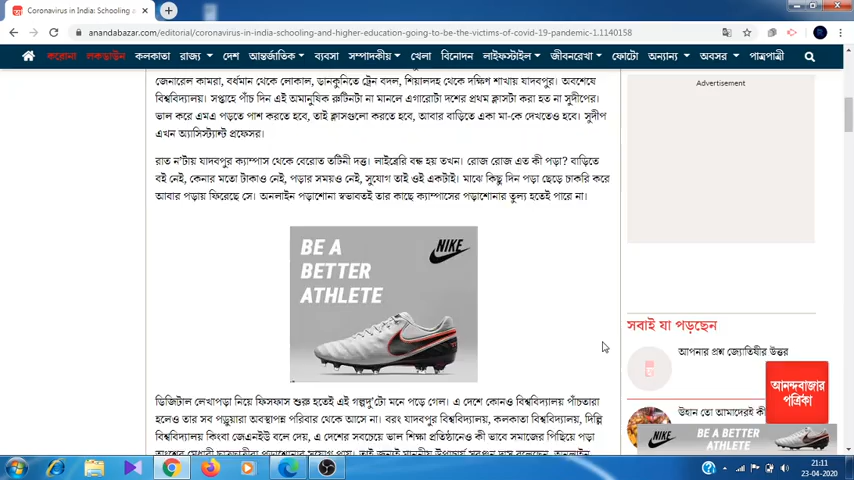 Coronavirus in India: Schooling a
anandabazar.com/editorial/coronavirus-in-india-schooling-and-higher-education-going-to-be-the-victims-of-covid-19-pandemic-1.1140158
করোনা লকডাউন কলকাতা রাজ্য দেশ আন্তর্জাতিক ব্যবসা সম্পাদকীয় খেলা বিনোদন লাইফস্টাইল জীবনরেখা ফোটো অন্যান্য অবসর পাত্রপাত্রী
জেনারেল কামরা, বর্ধমান থেকে লোকাল, ডানকুনিতে ট্রেন বদল, শিয়ালদহ থেকে দক্ষিণ শাখায় যাদবপুর। অবশেষে
বিশ্ববিদ্যালয়। সপ্তাহে পাঁচ দিন এই অমানুষিক রুটিনটা না মানলে এগারোটা দশের প্রথম ক্লাসটা করা হত না সুদীপের।
ভাল করে এমএ পড়তে পাশ করতে হবে, তাই ক্লাসগুলো করতে হবে, আবার বাড়িতে একা মা-কে দেখতেও হবে। সুদীপ
এখন অ্যাসিস্ট্যান্ট প্রফেসর।
রাত ন'টায় যাদবপুর ক্যাম্পাস থেকে বেরোত তটিনী দত্ত। লাইব্রেরি বন্ধ হয় তখন। রোজ রোজ এত কী পড়া? বাড়িতে
বই নেই, কেনার মতো টাকাও নেই, পড়ার সময়ও নেই, সুযোগ তাই ওই একটাই। মাঝে কিছু দিন পড়া ছেড়ে চাকরি করে
আবার পড়ায় ফিরেছে সে। অনলাইন পড়াশোনা স্বভাবতই তার কাছে ক্যাম্পাসের পড়াশোনার তুল্য হতেই পারে না।
Advertisement
BE A
BETTER
ATHLETE
NIKE
সবাই যা পড়ছেন
আপনার প্রশ্ন জ্যোতিষীর উত্তর
আনন্দবাজার
পত্রিকা
উহান তো আমাদেরই কী
ডিজিটাল লেখাপড়া নিয়ে ফিসফাস শুরু হতেই এই গল্পদু'টো মনে পড়ে গেল। এ দেশে কোনও বিশ্ববিদ্যালয় পাঁচতারা
হলেও তার সব পড়ুয়ারা অবস্থাপন্ন পরিবার থেকে আসে না। বরং যাদবপুর বিশ্ববিদ্যালয়, কলকাতা বিশ্ববিদ্যালয়, দিল্লি
বিশ্ববিদ্যালয় কিংবা জেএনইউ বলে দেয়, এ দেশের সবচেয়ে ভাল শিক্ষা প্রতিষ্ঠানেও কী ভাবে সমাজের পিছিয়ে পড়া
NIKE
BE A
BETTER ATHLETE
21:11
23-04-2020